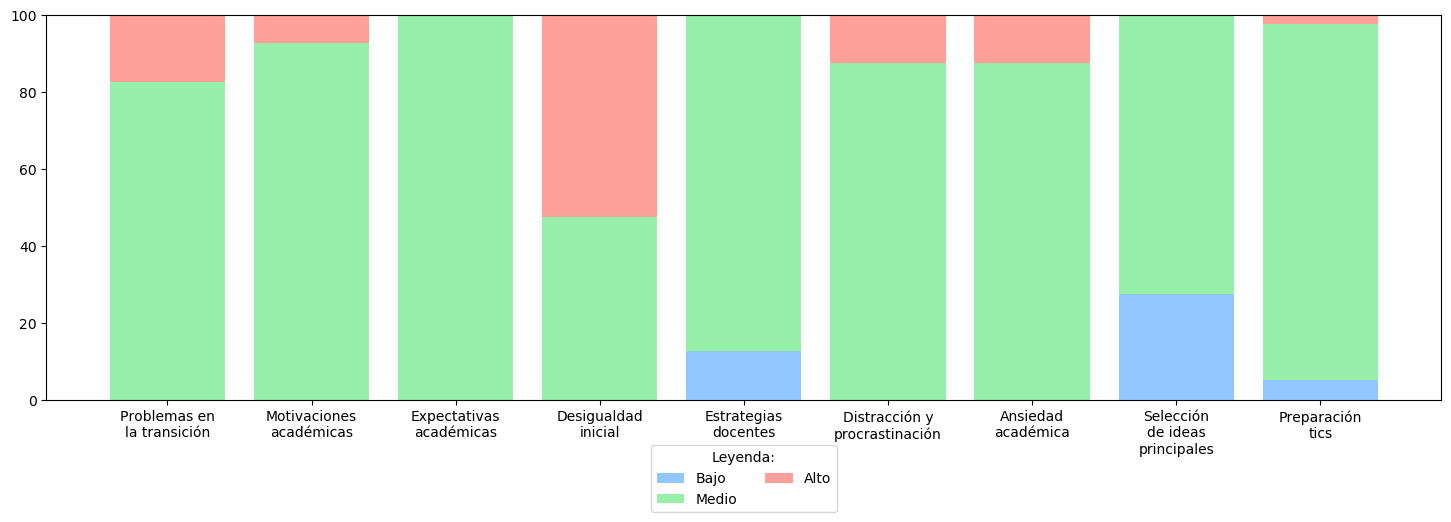 100
80
60
40
20
0
Problemas en
la transición
Motivaciones
académicas
Expectativas
académicas
Desigualdad
inicial
Estrategias
docentes
Distracción y
procrastinación
Ansiedad
académica
Selección
de ideas
principales
Preparación
tics
Leyenda:
Bajo
Medio
Alto